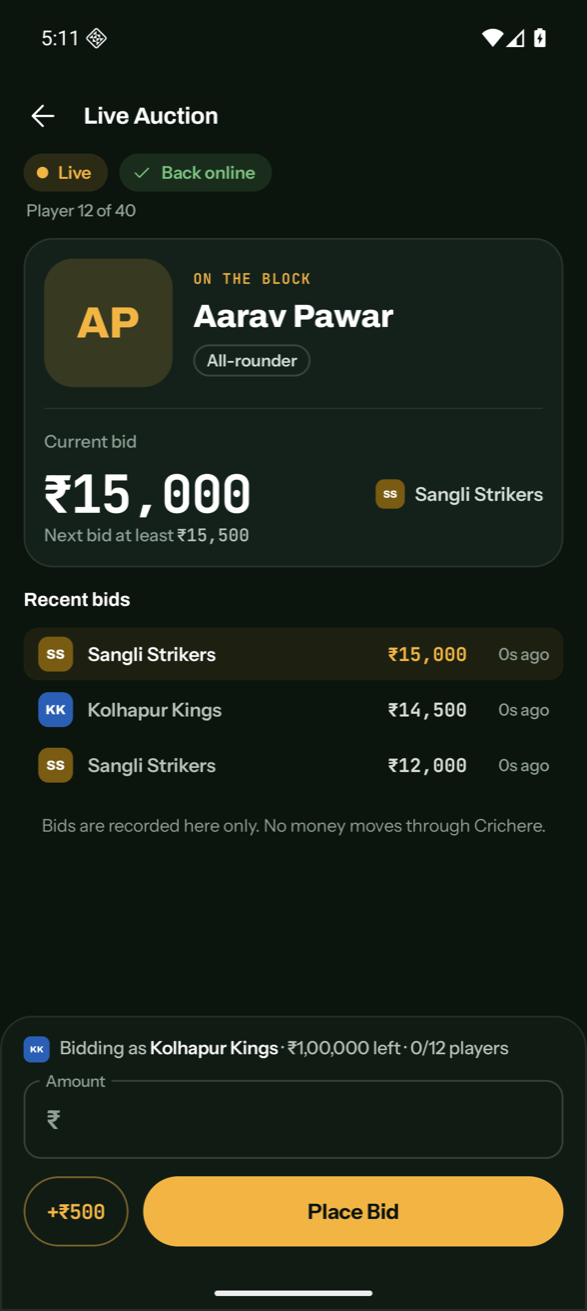 5:11
Live Auction
Live
Back online
Player 12 of 40
AP
ON THE BLOCK
Aarav Pawar
All-rounder
Current bid
₹15,000
SS Sangli Strikers
Next bid at least ₹15,500
Recent bids
SS Sangli Strikers ₹15,000 0s ago
KK Kolhapur Kings ₹14,500 0s ago
SS Sangli Strikers ₹12,000 0s ago
Bids are recorded here only. No money moves through Crichere.
KK Bidding as Kolhapur Kings · ₹1,00,000 left · 0/12 players
Amount
₹
+₹500
Place Bid